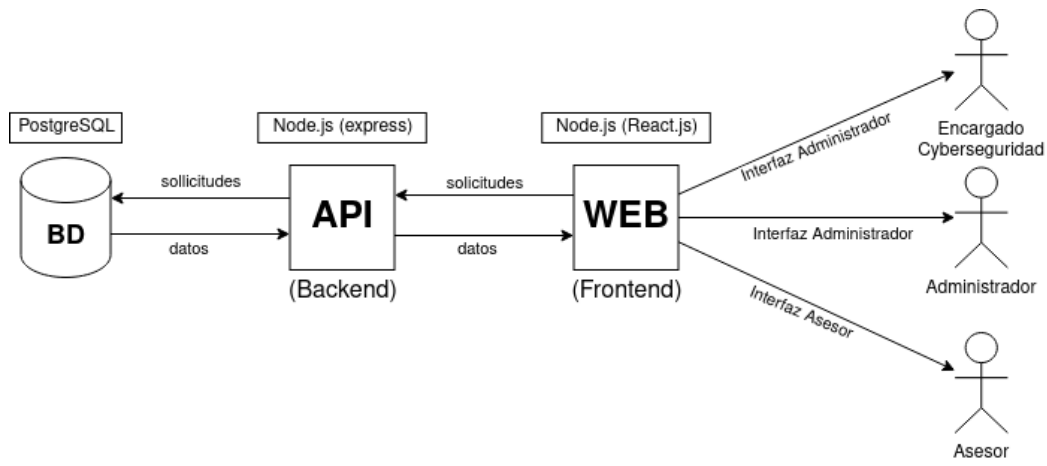 PostgreSQL
Node.js (express)
Node.js (React.js)
BD
sollicitudes
datos
API
(Backend)
solicitudes
datos
WEB
(Frontend)
Interfaz Administrador
Encargado
Cyberseguridad
Interfaz Administrador
Administrador
Interfaz Asesor
Asesor